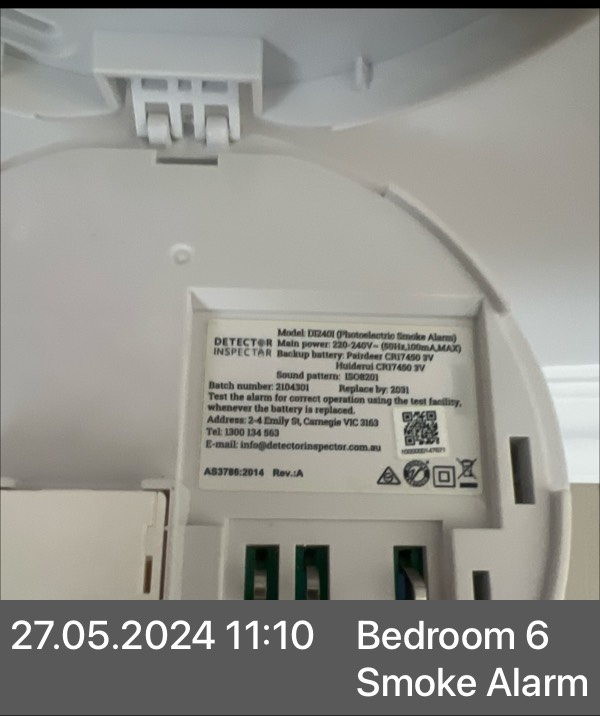 DETECTOR
INSPECTAR
Model: DI240I (Photoelectric Smoke Alarm)
Main power: 220-240V~ (50Hz,100mA,MAX)
Backup battery: Pairdeer CR17450 3V
Huiderui CR17450 3V
Sound pattern: ISO8201
Batch number: 2104301 Replace by: 2031
Test the alarm for correct operation using the test facility,
whenever the battery is replaced.
Address: 2-4 Emily St, Carnegie VIC 3163
Tel: 1300 134 563
E-mail: info@detectorinspector.com.au
AS3786:2014 Rev.:A
27.05.2024 11:10
Bedroom 6
Smoke Alarm